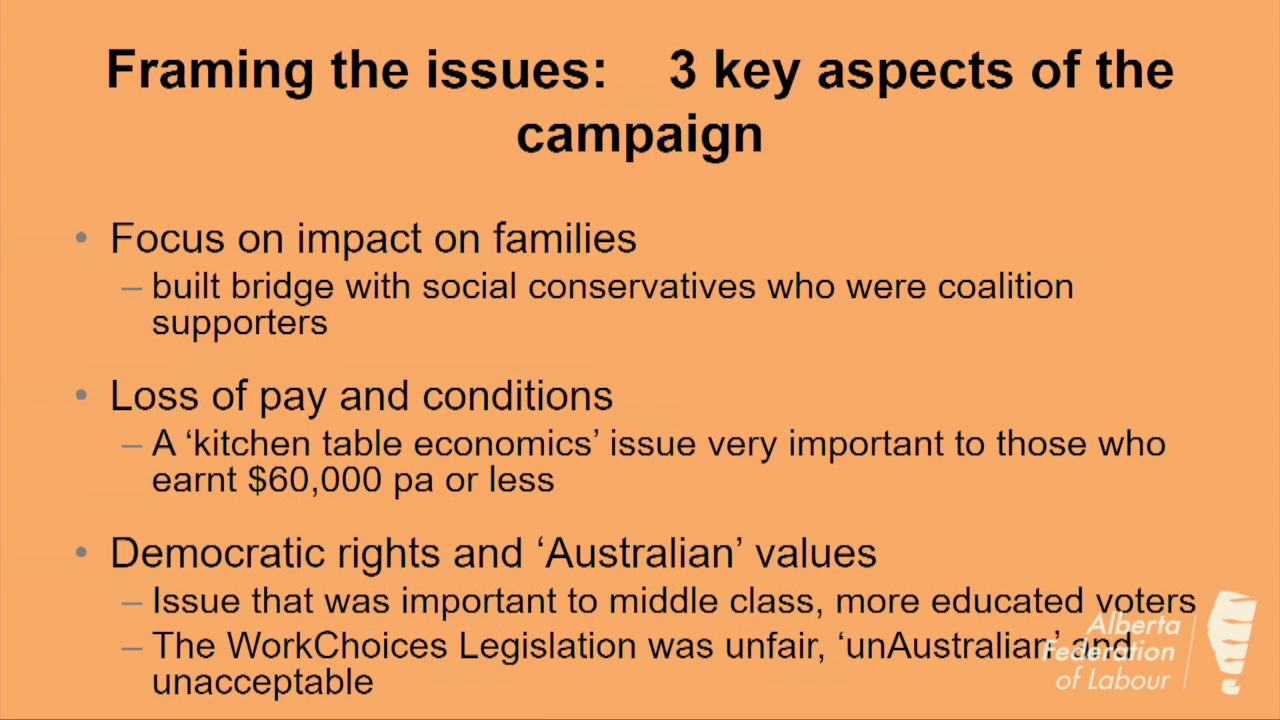 Framing the issues: 3 key aspects of the
campaign
• Focus on impact on families
– built bridge with social conservatives who were coalition
supporters
• Loss of pay and conditions
– A ‘kitchen table economics’ issue very important to those who
earnt $60,000 pa or less
• Democratic rights and ‘Australian’ values
– Issue that was important to middle class, more educated voters
– The WorkChoices Legislation was unfair, ‘unAustralian’ and
unacceptable
Alberta
Federation
of Labour